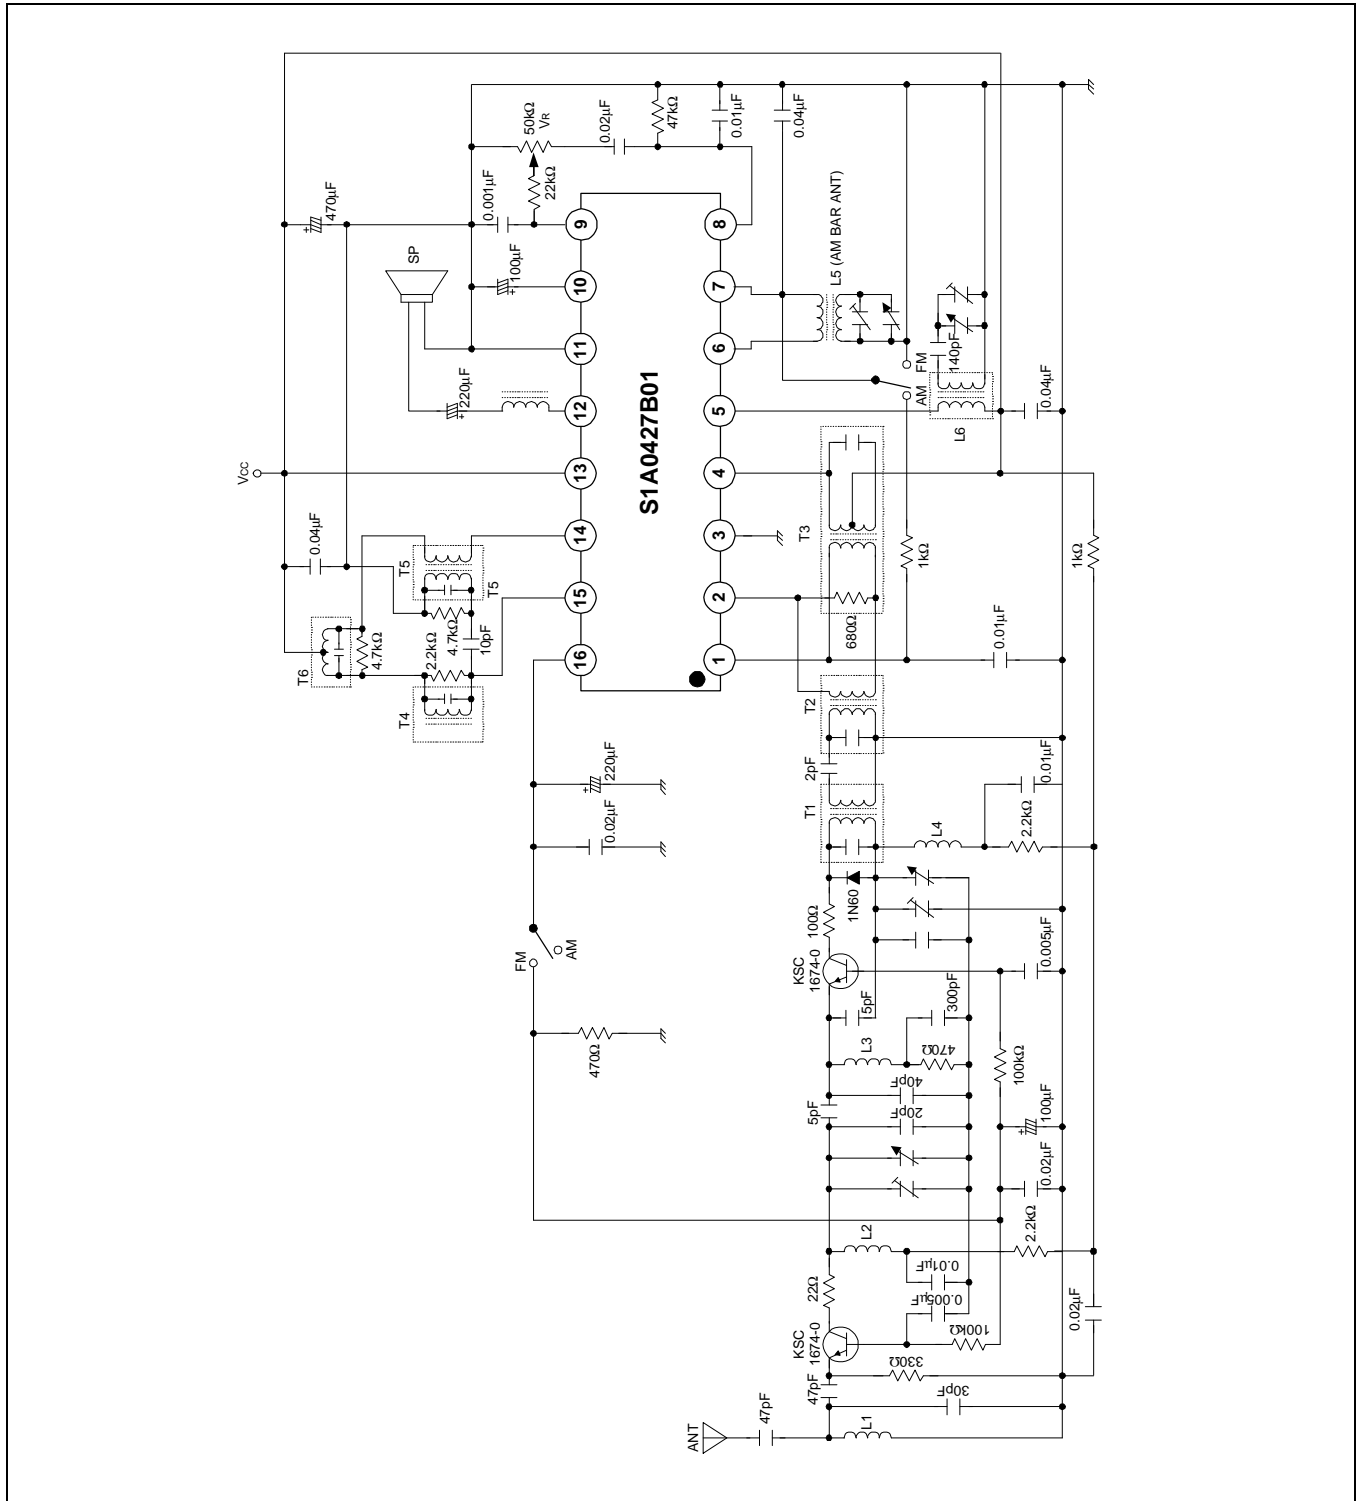 50kΩ
VR
0.02µF
47kΩ
0.01µF
0.04µF
22kΩ
0.001µF
470µF
SP
100µF
220µF
VCC
0.04µF
T5
T5
4.7kΩ
10pF
2.2kΩ
4.7kΩ
T6
T4
S1A0427B01
9
10
11
12
13
14
15
16
8
7
6
5
4
3
2
1
L5 (AM BAR ANT)
FM
AM
140pF
L6
0.04µF
T3
680Ω
1kΩ
1kΩ
0.01µF
T2
2pF
T1
L4
0.01µF
2.2kΩ
220µF
0.02µF
FM
AM
470Ω
1N60
100Ω
KSC
1674-0
0.005µF
5pF
300pF
L3
470Ω
40pF
5pF
20pF
100kΩ
100µF
0.02µF
2.2kΩ
L2
0.01µF
0.005µF
22Ω
KSC
1674-0
100kΩ
330Ω
47pF
30pF
0.02µF
ANT
47pF
L1